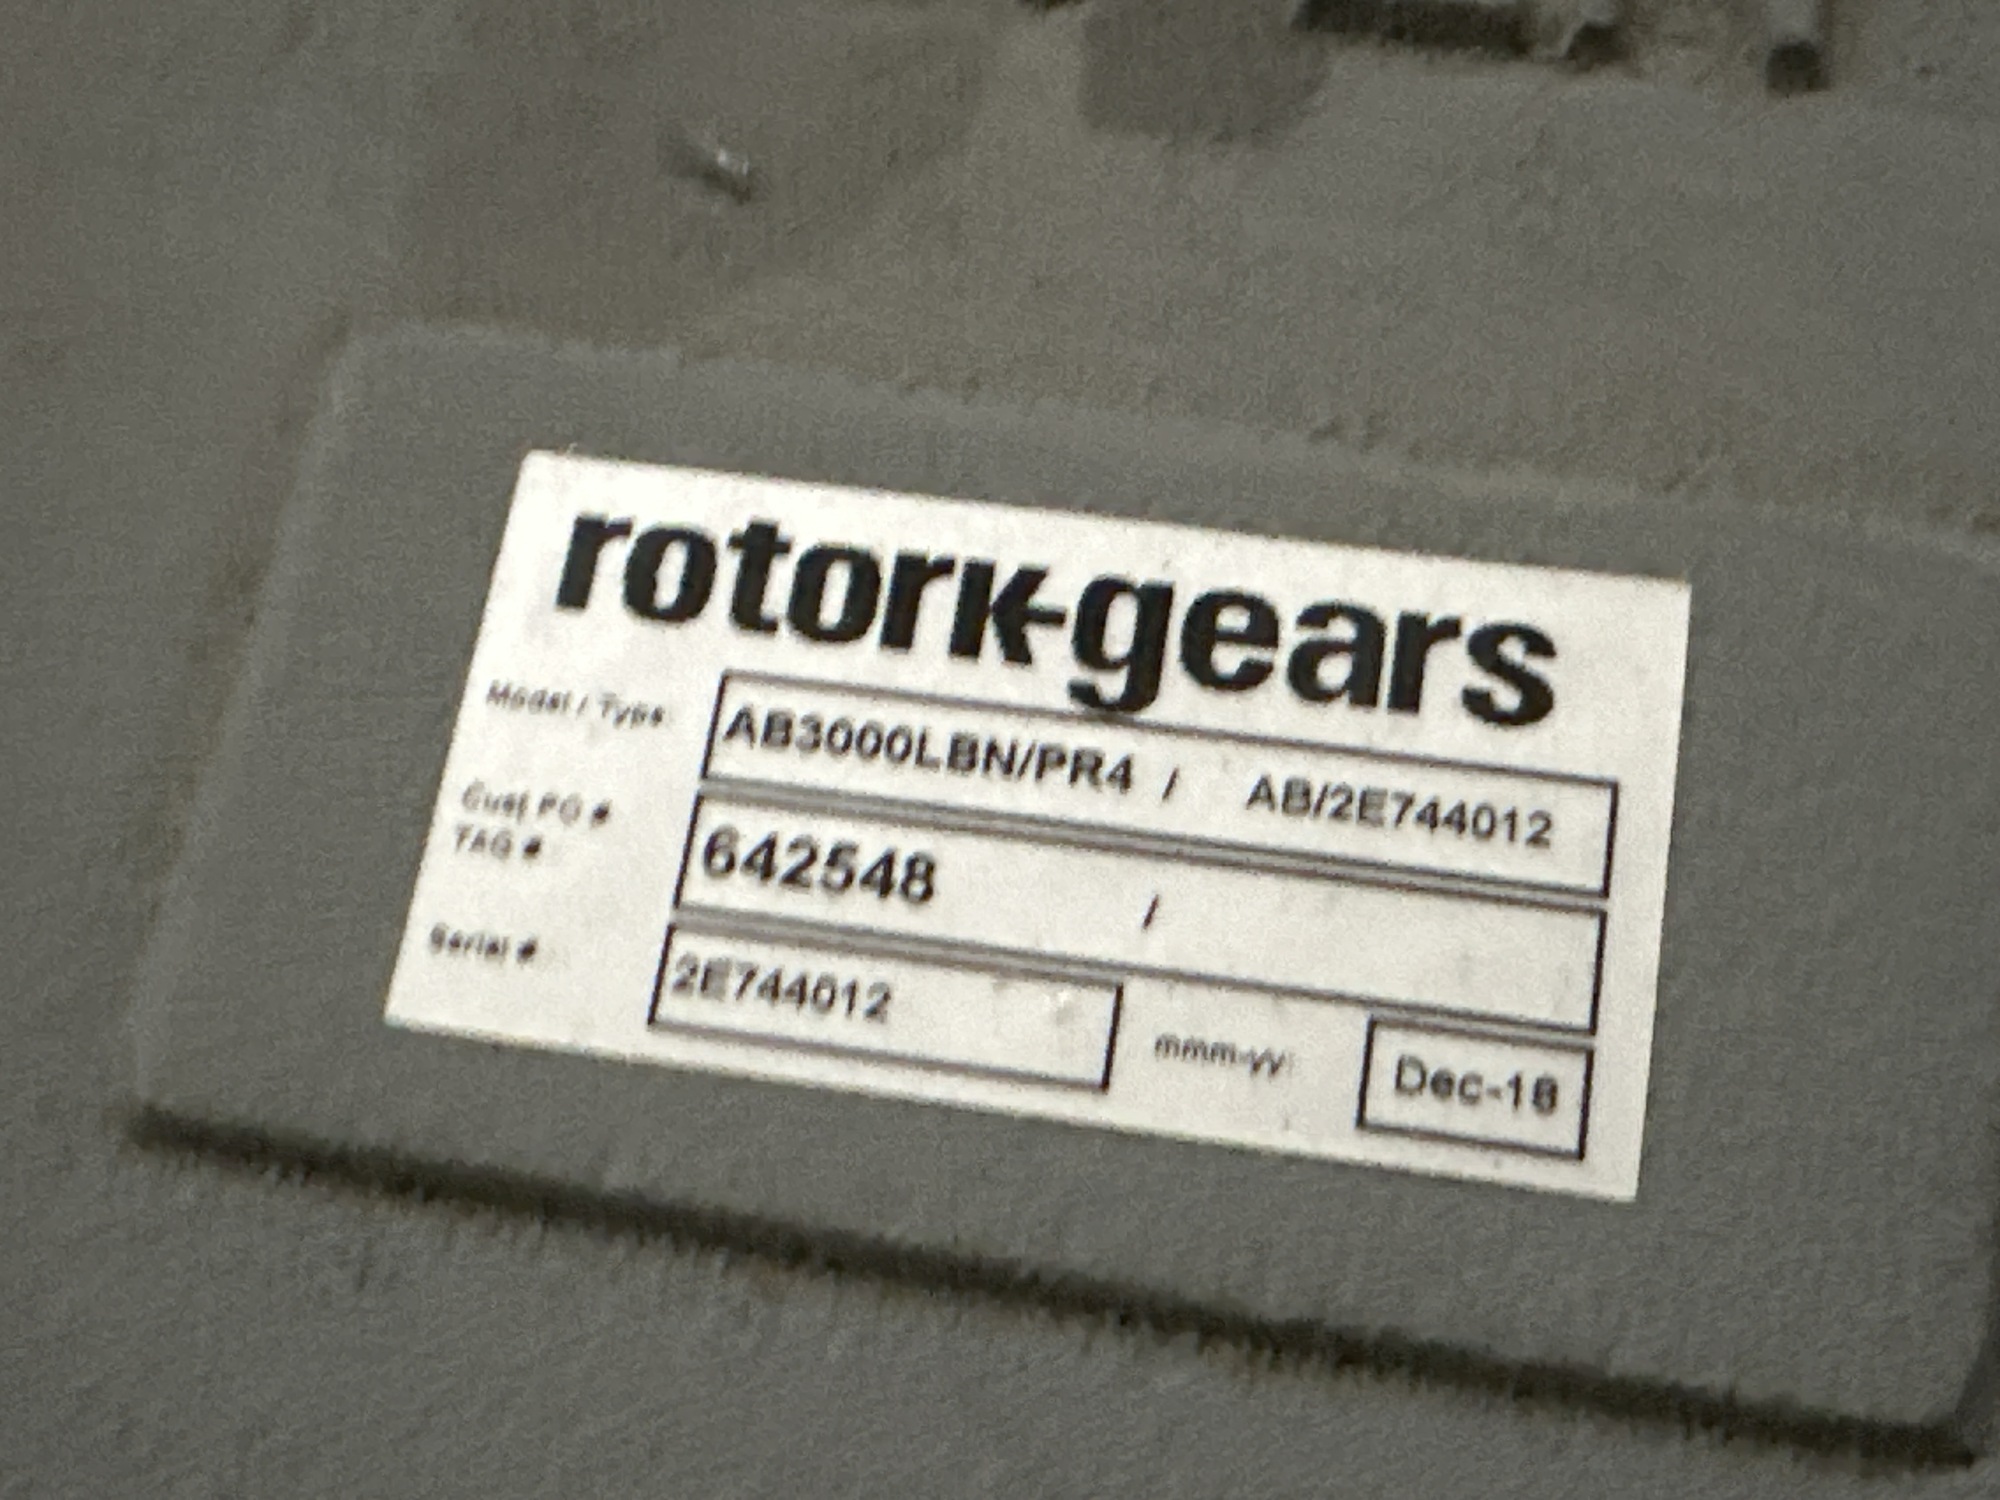 rotork-gears
Model / Type: AB3000LBN/PR4 / AB/2E744012
Cust PO # 642548 /
TAG #
Serial # 2E744012 mmm-yy: Dec-18